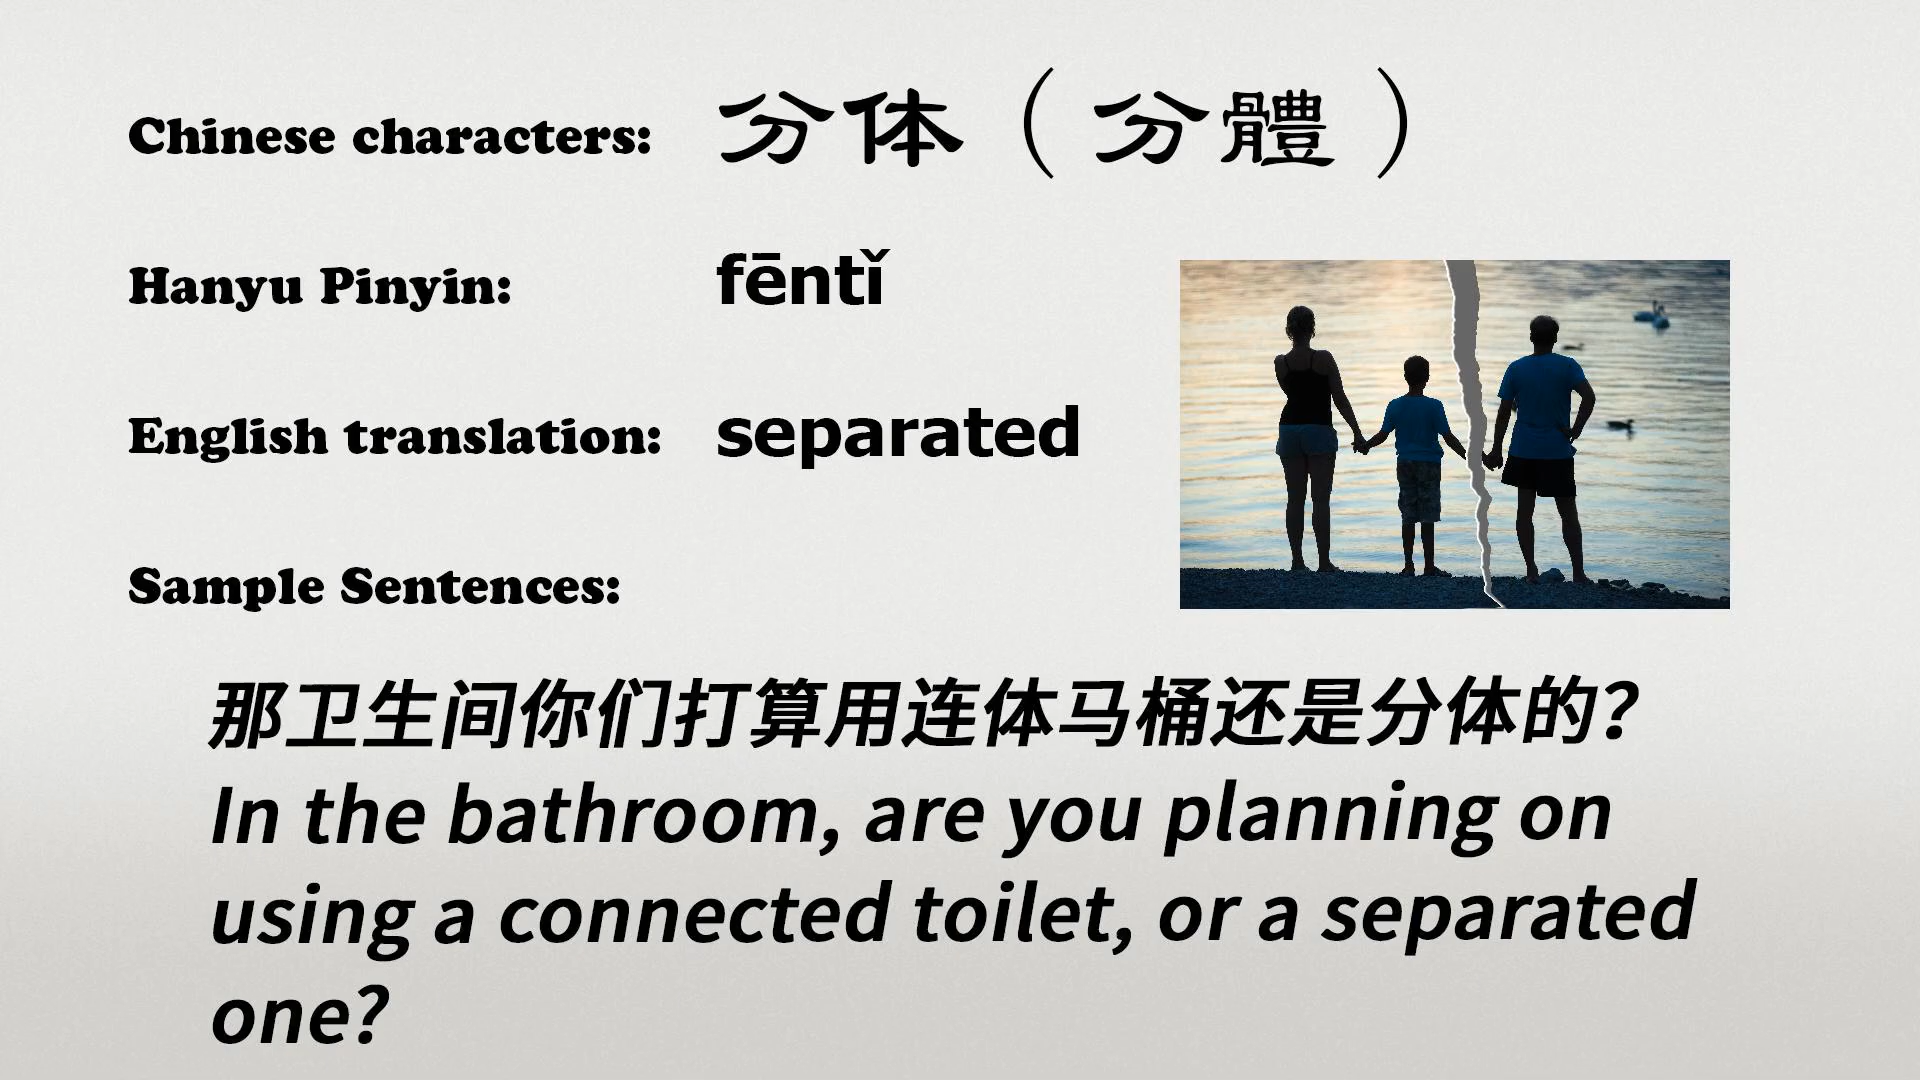 Chinese characters: 分体（分體）
Hanyu Pinyin: fēntǐ
English translation: separated
Sample Sentences:
那卫生间你们打算用连体马桶还是分体的？
In the bathroom, are you planning on
using a connected toilet, or a separated
one?